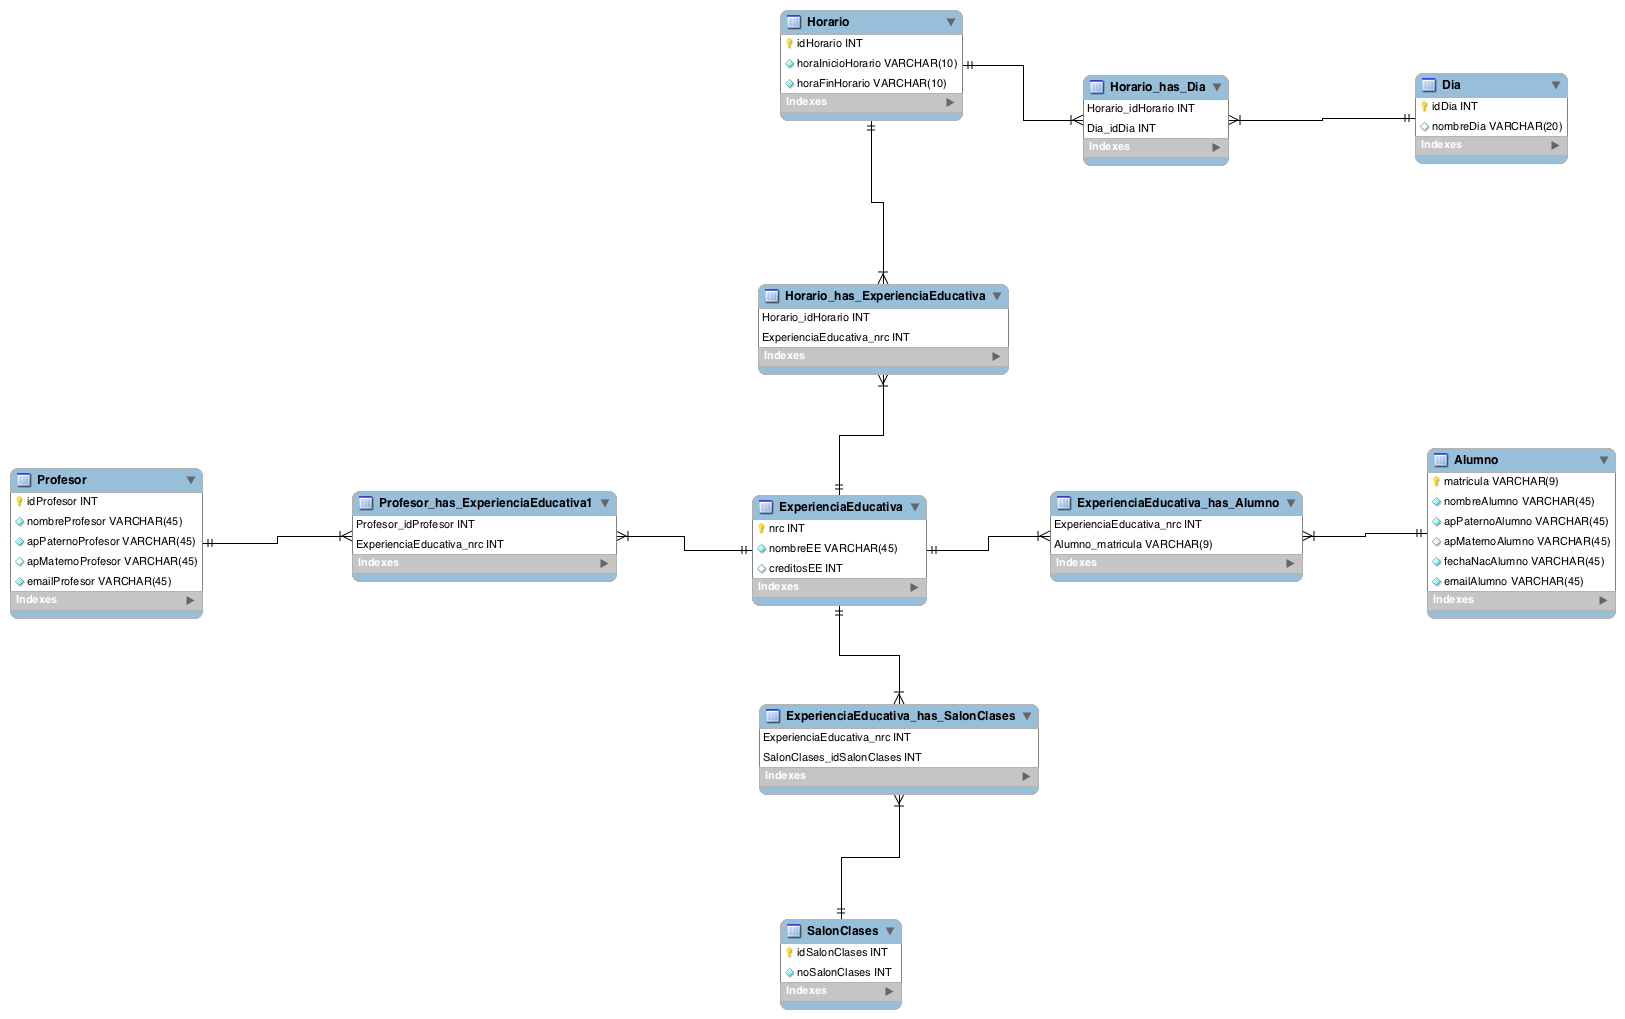 Horario
idHorario INT
horaInicioHorario VARCHAR(10)
horaFinHorario VARCHAR(10)
Indexes
Horario_has_Dia
Horario_idHorario INT
Dia_idDia INT
Indexes
Dia
idDia INT
nombreDia VARCHAR(20)
Indexes
Horario_has_ExperienciaEducativa
Horario_idHorario INT
ExperienciaEducativa_nrc INT
Indexes
Profesor
idProfesor INT
nombreProfesor VARCHAR(45)
apPaternoProfesor VARCHAR(45)
apMaternoProfesor VARCHAR(45)
emailProfesor VARCHAR(45)
Indexes
Profesor_has_ExperienciaEducativa1
Profesor_idProfesor INT
ExperienciaEducativa_nrc INT
Indexes
ExperienciaEducativa
nrc INT
nombreEE VARCHAR(45)
creditosEE INT
Indexes
ExperienciaEducativa_has_Alumno
ExperienciaEducativa_nrc INT
Alumno_matricula VARCHAR(9)
Indexes
Alumno
matricula VARCHAR(9)
nombreAlumno VARCHAR(45)
apPaternoAlumno VARCHAR(45)
apMaternoAlumno VARCHAR(45)
fechaNacAlumno VARCHAR(45)
emailAlumno VARCHAR(45)
Indexes
ExperienciaEducativa_has_SalonClases
ExperienciaEducativa_nrc INT
SalonClases_idSalonClases INT
Indexes
SalonClases
idSalonClases INT
noSalonClases INT
Indexes